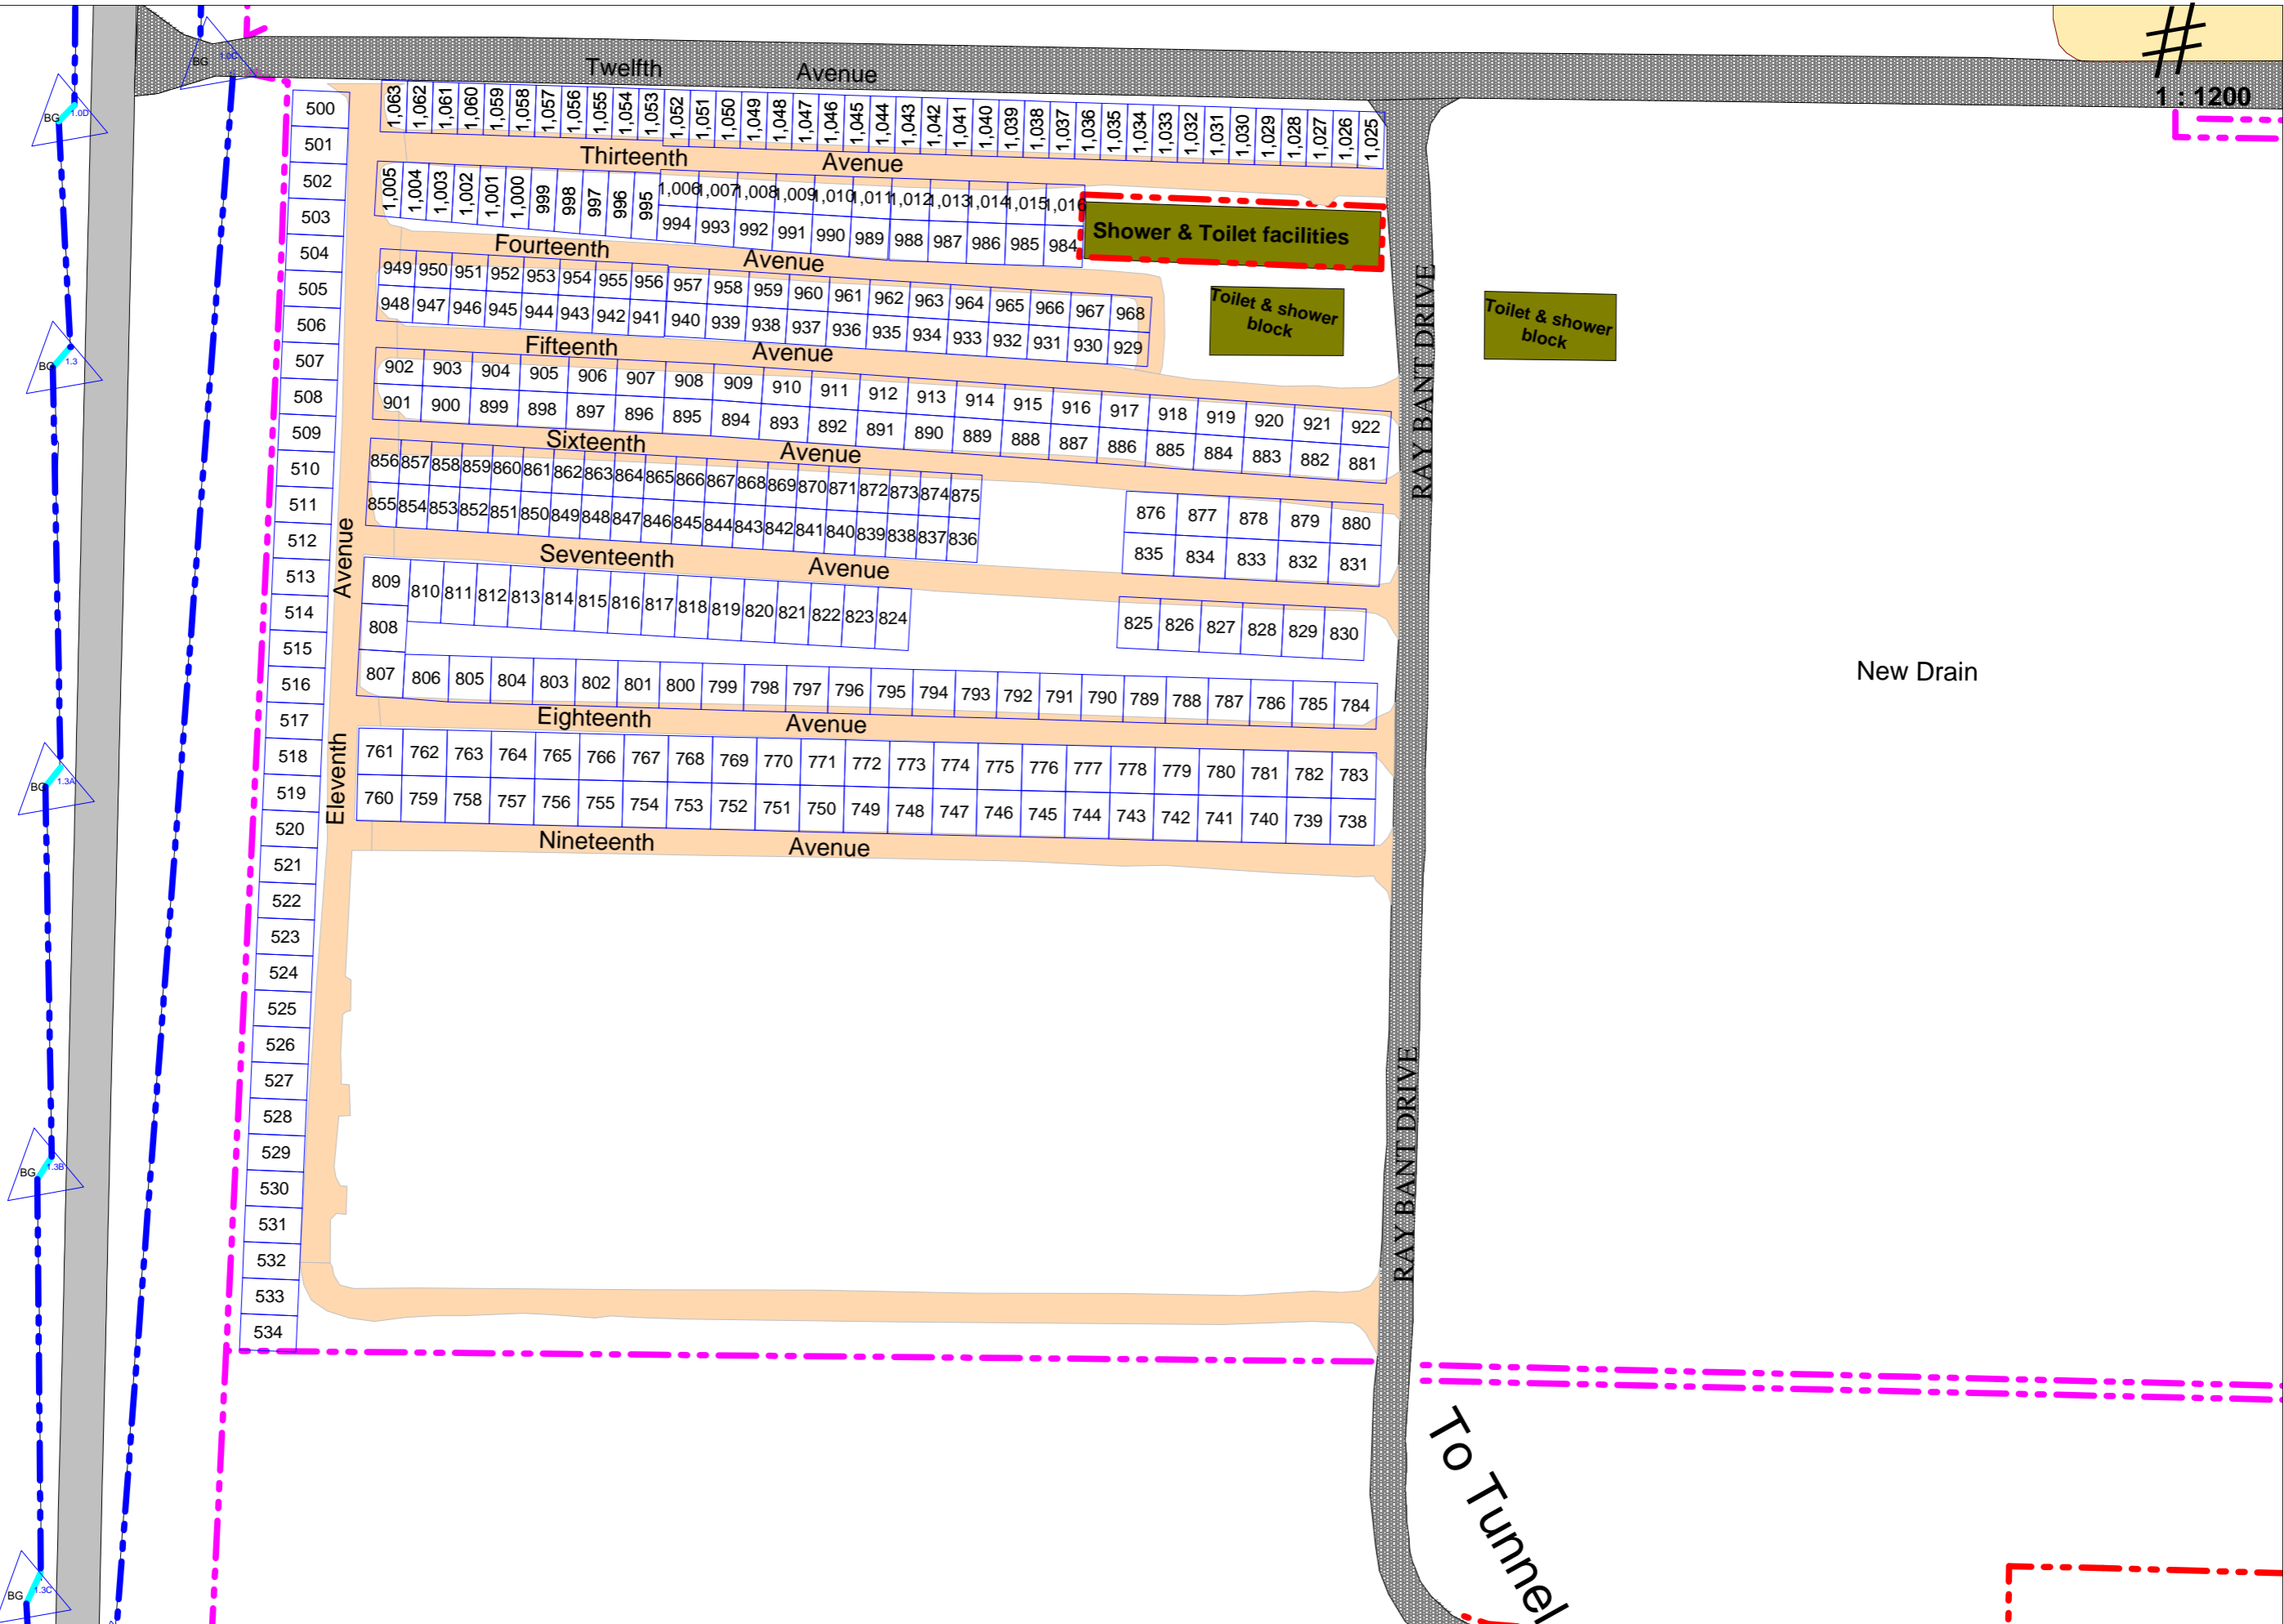 Twelfth Avenue
1 : 1200
BG 1.0C
BG 1.0D
1,063 1,062 1,061 1,060 1,059 1,058 1,057 1,056 1,055 1,054 1,053 1,052 1,051 1,050 1,049 1,048 1,047 1,046 1,045 1,044 1,043 1,042 1,041 1,040 1,039 1,038 1,037 1,036 1,035 1,034 1,033 1,032 1,031 1,030 1,029 1,028 1,027 1,026 1,025
Thirteenth Avenue
1,005 1,004 1,003 1,002 1,001 1,000 999 998 997 996 995 1,006 1,007 1,008 1,009 1,010 1,011 1,012 1,013 1,014 1,015 1,016
994 993 992 991 990 989 988 987 986 985 984
Shower & Toilet facilities
Fourteenth Avenue
949 950 951 952 953 954 955 956 957 958 959 960 961 962 963 964 965 966 967 968
948 947 946 945 944 943 942 941 940 939 938 937 936 935 934 933 932 931 930 929
Toilet & shower
block
Toilet & shower
block
Fifteenth Avenue
902 903 904 905 906 907 908 909 910 911 912 913 914 915 916 917 918 919 920 921 922
901 900 899 898 897 896 895 894 893 892 891 890 889 888 887 886 885 884 883 882 881
Sixteenth Avenue
856 857 858 859 860 861 862 863 864 865 866 867 868 869 870 871 872 873 874 875
876 877 878 879 880
855 854 853 852 851 850 849 848 847 846 845 844 843 842 841 840 839 838 837 836
835 834 833 832 831
Seventeenth Avenue
809 810 811 812 813 814 815 816 817 818 819 820 821 822 823 824
825 826 827 828 829 830
808
807 806 805 804 803 802 801 800 799 798 797 796 795 794 793 792 791 790 789 788 787 786 785 784
Eighteenth Avenue
761 762 763 764 765 766 767 768 769 770 771 772 773 774 775 776 777 778 779 780 781 782 783
760 759 758 757 756 755 754 753 752 751 750 749 748 747 746 745 744 743 742 741 740 739 738
Nineteenth Avenue
Eleventh Avenue
500
501
502
503
504
505
506
507
508
509
510
511
512
513
514
515
516
517
518
519
520
521
522
523
524
525
526
527
528
529
530
531
532
533
534
BG 1.3
BG 1.3A
BG 1.3B
BG 1.3C
RAY BANT DRIVE
RAY BANT DRIVE
New Drain
To Tunnel